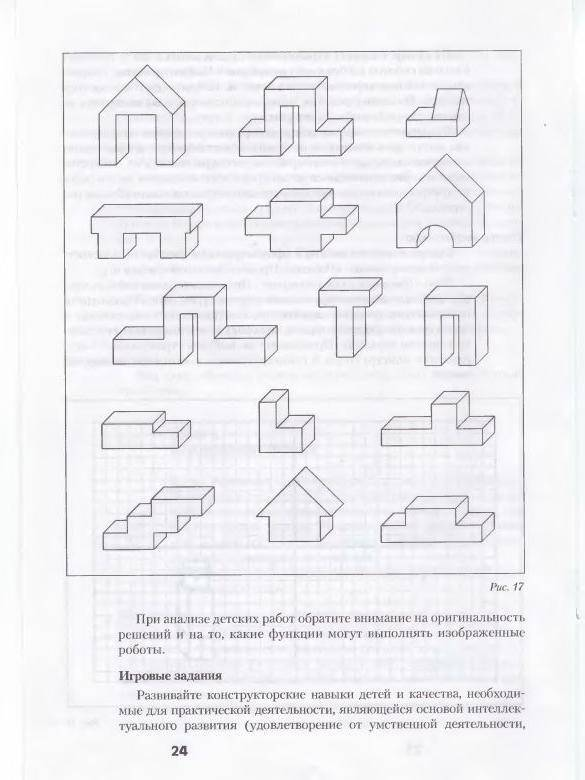 Рис. 17
При анализе детских работ обратите внимание на оригинальность
решений и на то, какие функции могут выполнять изображенные
роботы.
Игровые задания
Развивайте конструкторские навыки детей и качества, необходи-
мые для практической деятельности, являющейся основой интеллек-
туального развития (удовлетворение от умственной деятельности,
24